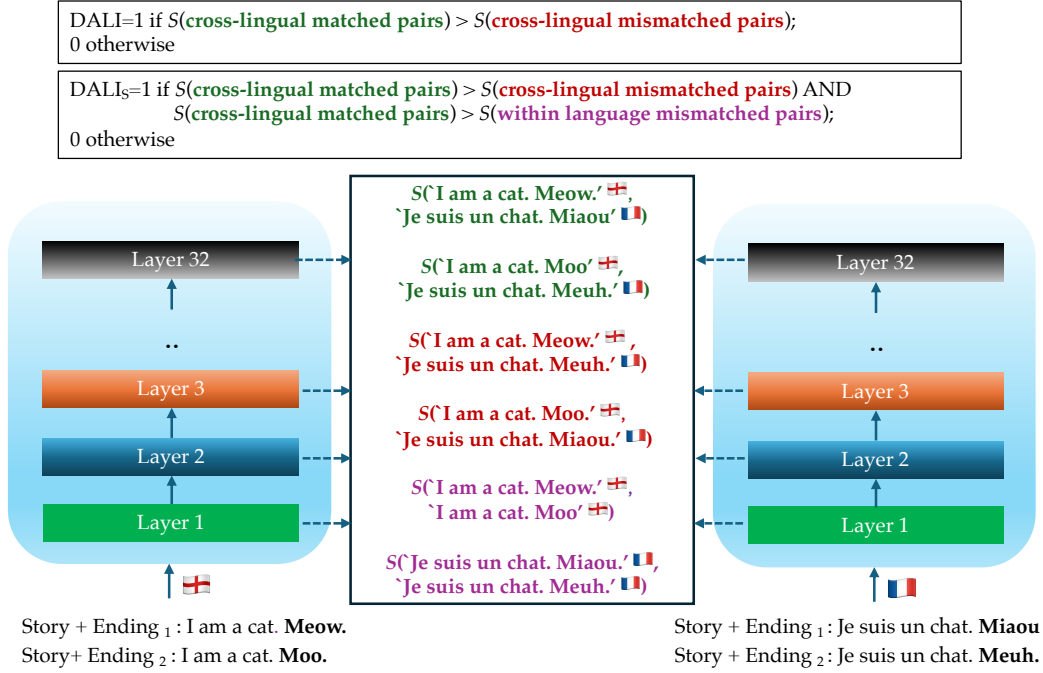 DALI=1 if S(cross-lingual matched pairs) > S(cross-lingual mismatched pairs);
0 otherwise
DALIS=1 if S(cross-lingual matched pairs) > S(cross-lingual mismatched pairs) AND
S(cross-lingual matched pairs) > S(within language mismatched pairs);
0 otherwise
Layer 32
..
Layer 3
Layer 2
Layer 1
S(`I am a cat. Meow.’ ,
`Je suis un chat. Miaou’ )
S(`I am a cat. Moo’ ,
`Je suis un chat. Meuh.’ )
S(`I am a cat. Meow.’ ,
`Je suis un chat. Meuh.’ )
S(`I am a cat. Moo.’ ,
`Je suis un chat. Miaou.’ )
S(`I am a cat. Meow.’ ,
`I am a cat. Moo’ )
S(`Je suis un chat. Miaou.’ ,
`Je suis un chat. Meuh.’ )
Layer 32
..
Layer 3
Layer 2
Layer 1
Story + Ending 1 : I am a cat. Meow.
Story+ Ending 2 : I am a cat. Moo.
Story + Ending 1 : Je suis un chat. Miaou
Story + Ending 2 : Je suis un chat. Meuh.